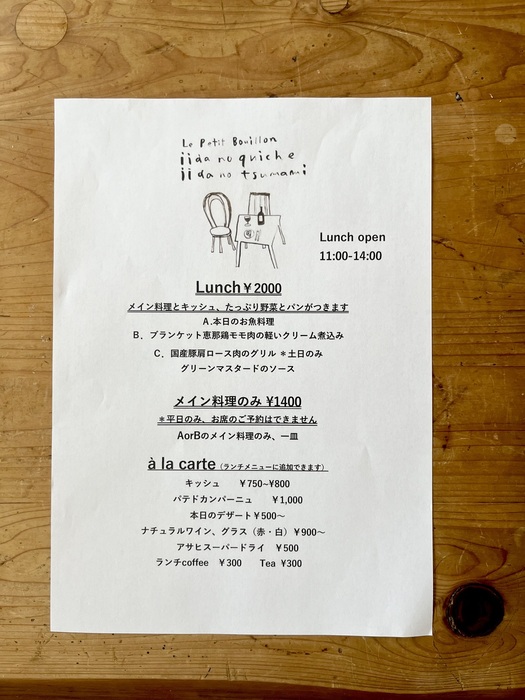 Le Petit Bouillon
iida no quiche
iida no tsumami
Lunch open
11:00-14:00
Lunch￥2000
メイン料理とキッシュ、たっぷり野菜とパンがつきます
A.本日のお魚料理
B．ブランケット恵那鶏モモ肉の軽いクリーム煮込み
C．国産豚肩ロース肉のグリル ＊土日のみ
グリーンマスタードのソース
メイン料理のみ ¥1400
＊平日のみ、お席のご予約はできません
AorBのメイン料理のみ、一皿
à la carte（ランチメニューに追加できます）
キッシュ　￥750~¥800
パテドカンパーニュ　￥1,000
本日のデザート￥500～
ナチュラルワイン、グラス（赤・白）￥900～
アサヒスーパードライ　￥500
ランチcoffee　￥300　Tea ￥300